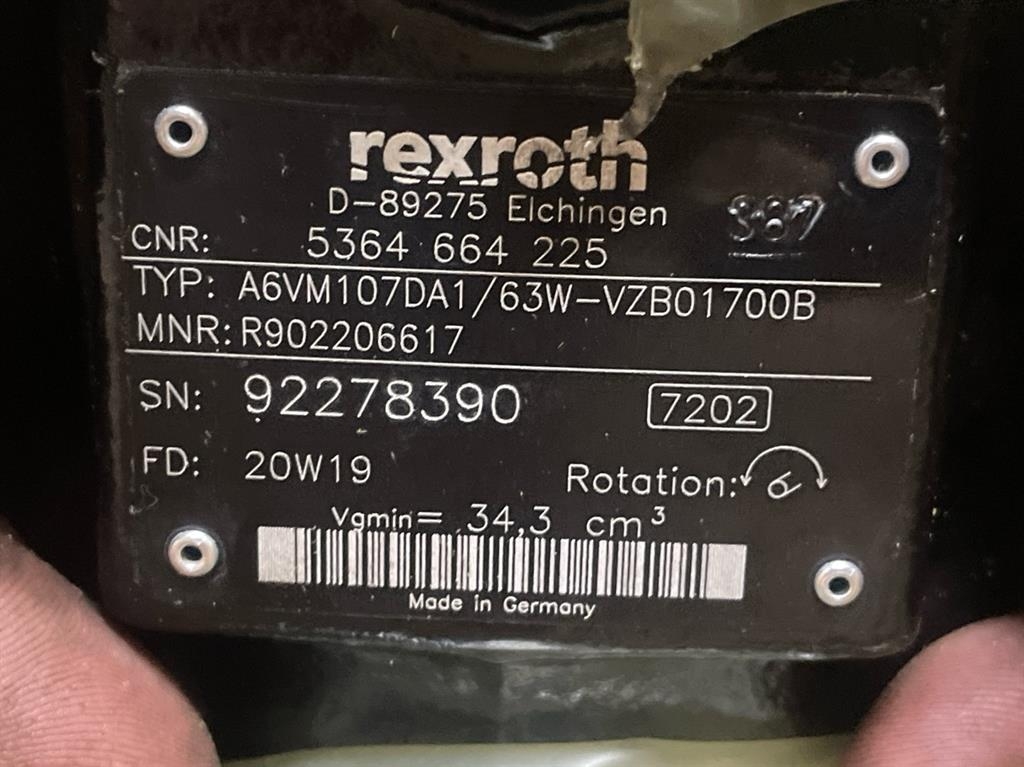 rexroth
D-89275 Elchingen
387
CNR: 5364 664 225
TYP: A6VM107DA1/63W-VZB01700B
MNR: R902206617
SN: 92278390 7202
FD: 20W19 Rotation:
Vgmin= 34,3 cm³
Made in Germany